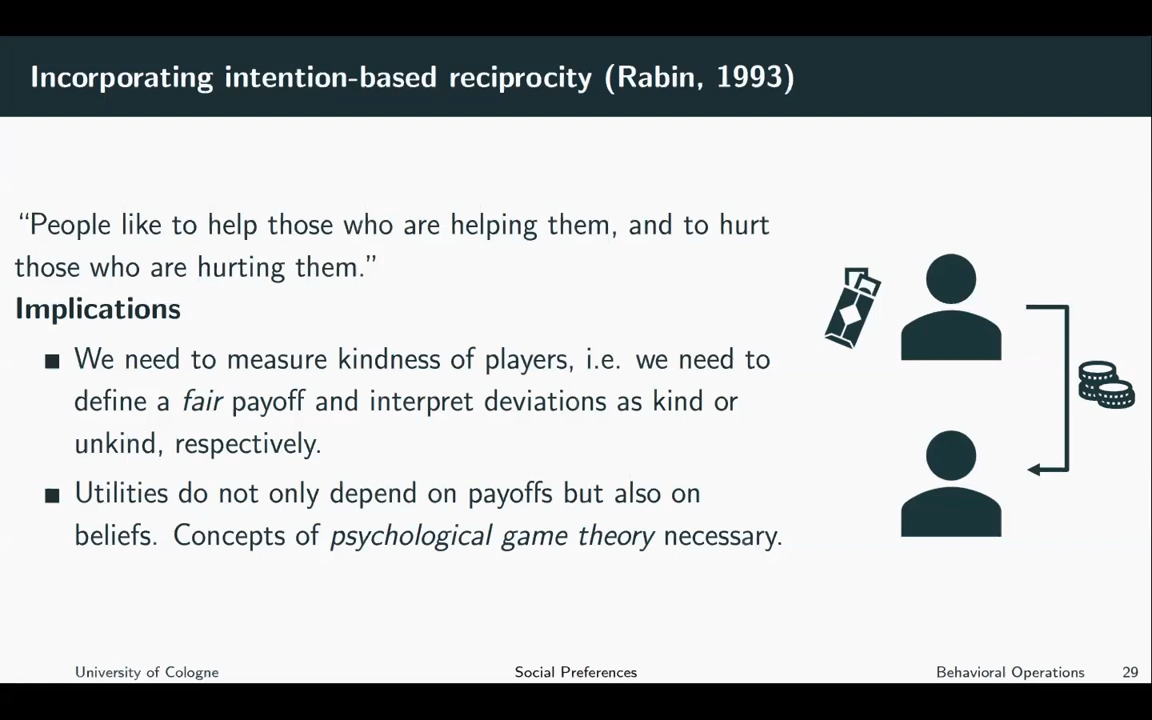 Incorporating intention-based reciprocity (Rabin, 1993)
“People like to help those who are helping them, and to hurt
those who are hurting them.”
Implications
■ We need to measure kindness of players, i.e. we need to
define a fair payoff and interpret deviations as kind or
unkind, respectively.
■ Utilities do not only depend on payoffs but also on
beliefs. Concepts of psychological game theory necessary.
University of Cologne Social Preferences Behavioral Operations 29